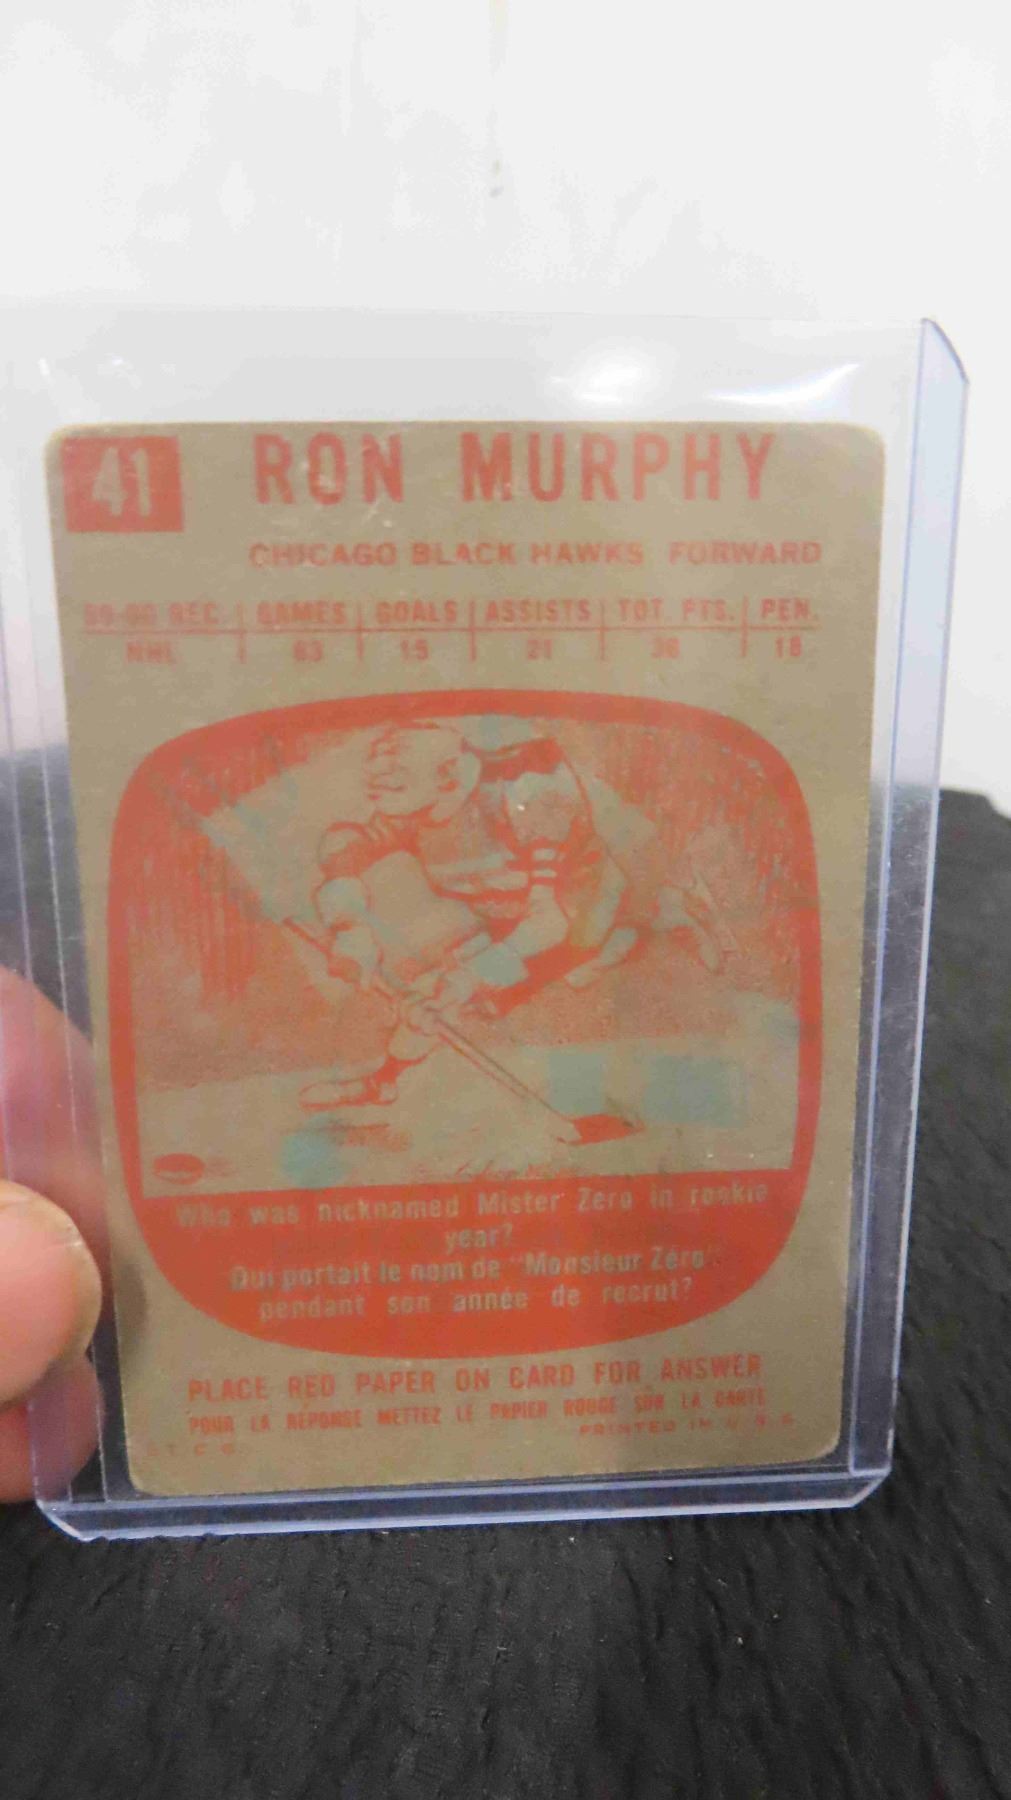 41
RON MURPHY
CHICAGO BLACK HAWKS FORWARD
59-60 REC. GAMES GOALS ASSISTS TOT. PTS. PEN.
NHL 63 15 21 36 18
Who was nicknamed Mister Zero in rookie
year?
Qui portait le nom de "Monsieur Zéro"
pendant son année de recrut?
PLACE RED PAPER ON CARD FOR ANSWER
POUR LA RÉPONSE METTEZ LE PAPIER ROUGE SUR LA CARTE
T. C. G. PRINTED IN U. S. A.